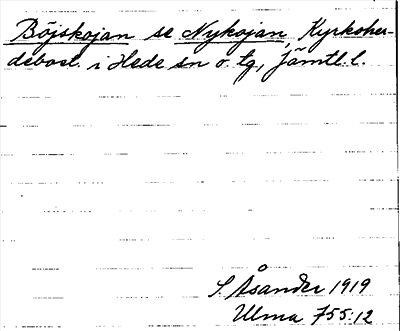 Böjskojan se Nykojan, Kyrkoher-
debost. i Hede sn o. tg, Jämtl. l.
S. Åsander 1919
Ulma 755:12